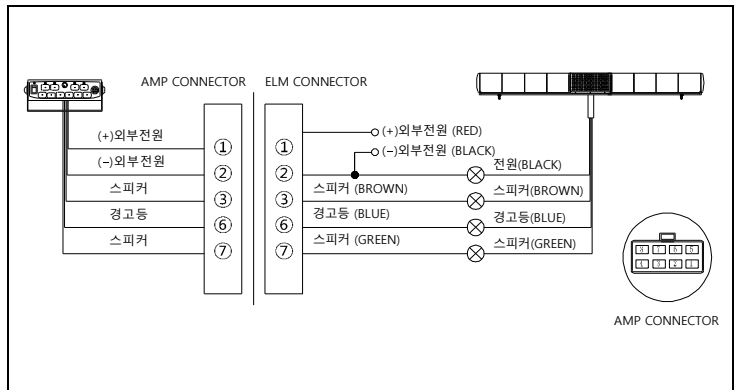 AMP CONNECTOR
ELM CONNECTOR
(+)외부전원
①
(−)외부전원
②
스피커
③
경고등
⑥
스피커
⑦
①
(+)외부전원 (RED)
(−)외부전원 (BLACK)
②
전원(BLACK)
스피커 (BROWN)
③
스피커(BROWN)
경고등 (BLUE)
⑥
경고등(BLUE)
스피커 (GREEN)
⑦
스피커(GREEN)
AMP CONNECTOR